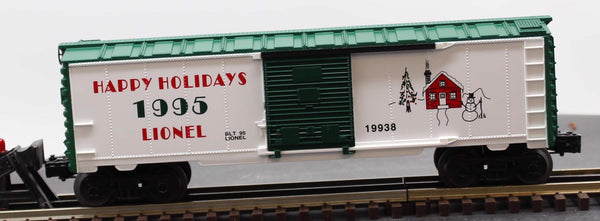 HAPPY HOLIDAYS
1995
LIONEL
BLT 95
LIONEL
19938